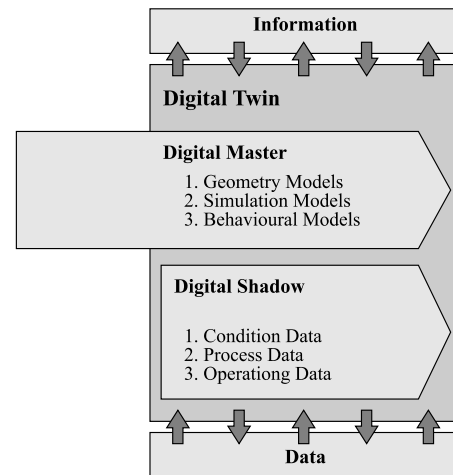 Information
Digital Twin
Digital Master
1. Geometry Models
2. Simulation Models
3. Behavioural Models
Digital Shadow
1. Condition Data
2. Process Data
3. Operationg Data
Data